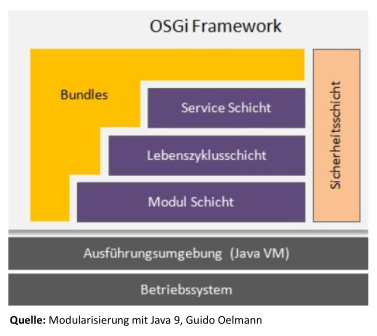 OSGi Framework
Bundles
Service Schicht
Lebenszyklusschicht
Modul Schicht
Sicherheitsschicht
Ausführungsumgebung (Java VM)
Betriebssystem
Quelle: Modularisierung mit Java 9, Guido Oelmann